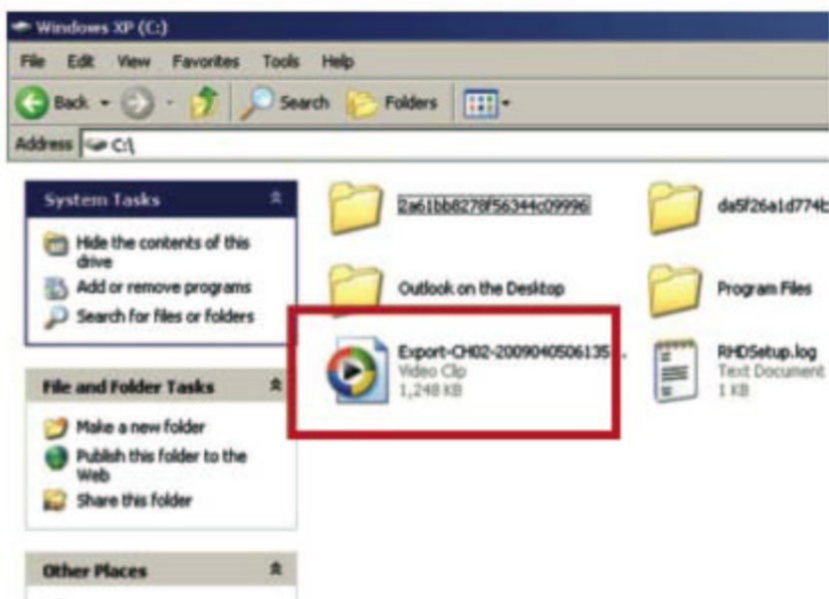 Windows XP (C:)
File Edit View Favorites Tools Help
Back Search Folders
Address C:\
System Tasks
Hide the contents of this
drive
Add or remove programs
Search for files or folders
File and Folder Tasks
Make a new folder
Publish this folder to the
Web
Share this folder
Other Places
2a61bb8278f56344c09996
da5f26a1d774b
Outlook on the Desktop
Program Files
Export-CH02-2009040506135...
Video Clip
1,248 KB
RHDSetup.log
Text Document
1 KB